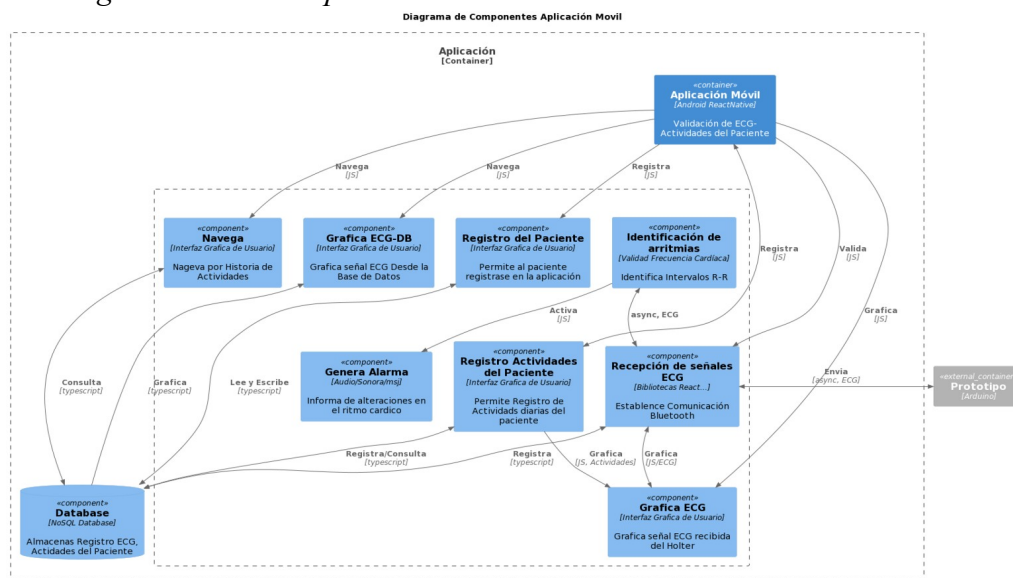 Diagrama de Componentes Aplicación Movil
Aplicación
[Container]
«container»
Aplicación Móvil
[Android ReactNative]
Validación de ECG-
Actividades del Paciente
Navega
[JS]
Navega
[JS]
Registra
[JS]
«component»
Navega
[Interfaz Grafica de Usuario]
Nageva por Historia de
Actividades
«component»
Grafica ECG-DB
[Interfaz Grafica de Usuario]
Grafica señal ECG Desde la
Base de Datos
«component»
Registro del Paciente
[Interfaz Grafica de Usuario]
Permite al paciente
registrase en la aplicación
«component»
Identificación de
arritmias
[Validad Frecuencia Cardíaca]
Identifica Intervalos R-R
Registra
[JS]
Valida
[JS]
Grafica
[JS]
Activa
[JS]
async, ECG
«component»
Genera Alarma
[Audio/Sonora/msj]
Informa de alteraciones en
el ritmo cardico
«component»
Registro Actividades
del Paciente
[Interfaz Grafica de Usuario]
Permite Registro de
Actividads diarias del
paciente
«component»
Recepción de señales
ECG
[Bibliotecas React...]
Establence Comunicación
Bluetooth
Envia
[async, ECG]
«external_container
Prototipo
[Arduino]
Consulta
[typescript]
Grafica
[typescript]
Lee y Escribe
[typescript]
Registra/Consulta
[typescript]
Registra
[typescript]
Grafica
[JS, Actividades]
Grafica
[JS/ECG]
«component»
Database
[NoSQL Database]
Almacenas Registro ECG,
Actidades del Paciente
«component»
Grafica ECG
[Interfaz Grafica de Usuario]
Grafica señal ECG recibida
del Holter